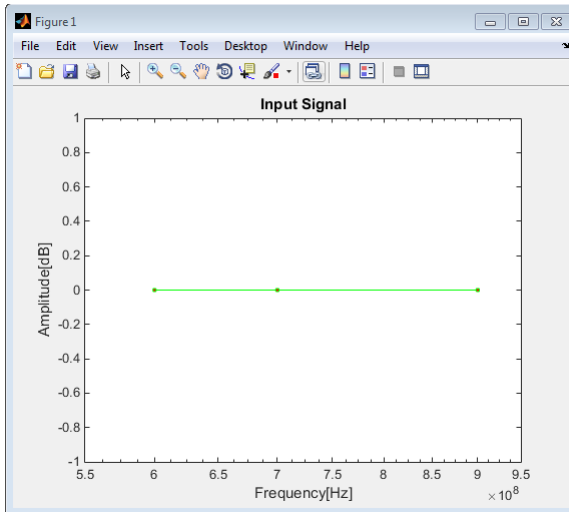 Figure 1
File Edit View Insert Tools Desktop Window Help
Input Signal
1
0.8
0.6
0.4
0.2
0
-0.2
-0.4
-0.6
-0.8
-1
Amplitude[dB]
5.5 6 6.5 7 7.5 8 8.5 9 9.5
Frequency[Hz]
× 10^8